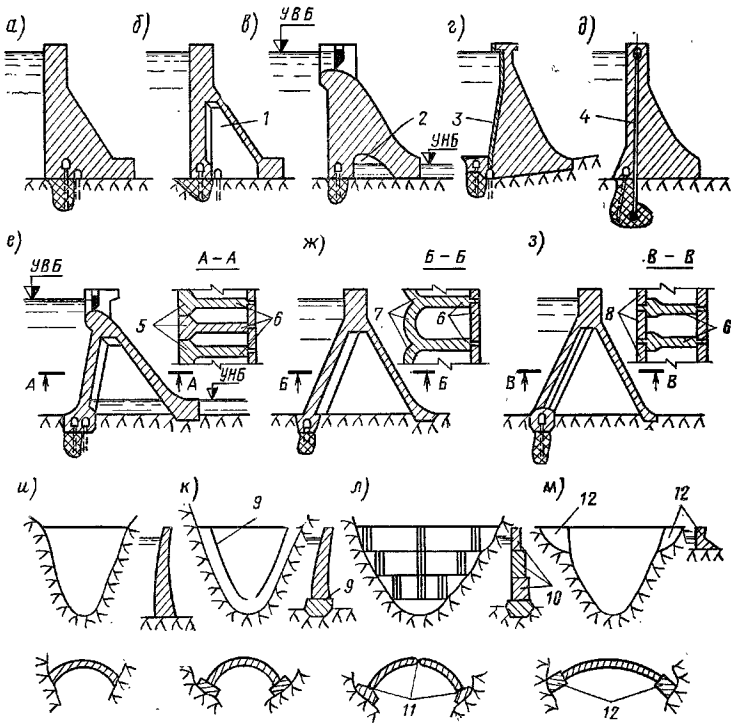 а) б) в) УВБ г) д)
1 2 УНБ 3 4
е) УВБ А–А ж) Б–Б з) В–В
5 6 7 6 8 6
А А УНБ Б Б В В
и) к) 9 л) м) 12 12
9 10
11 12